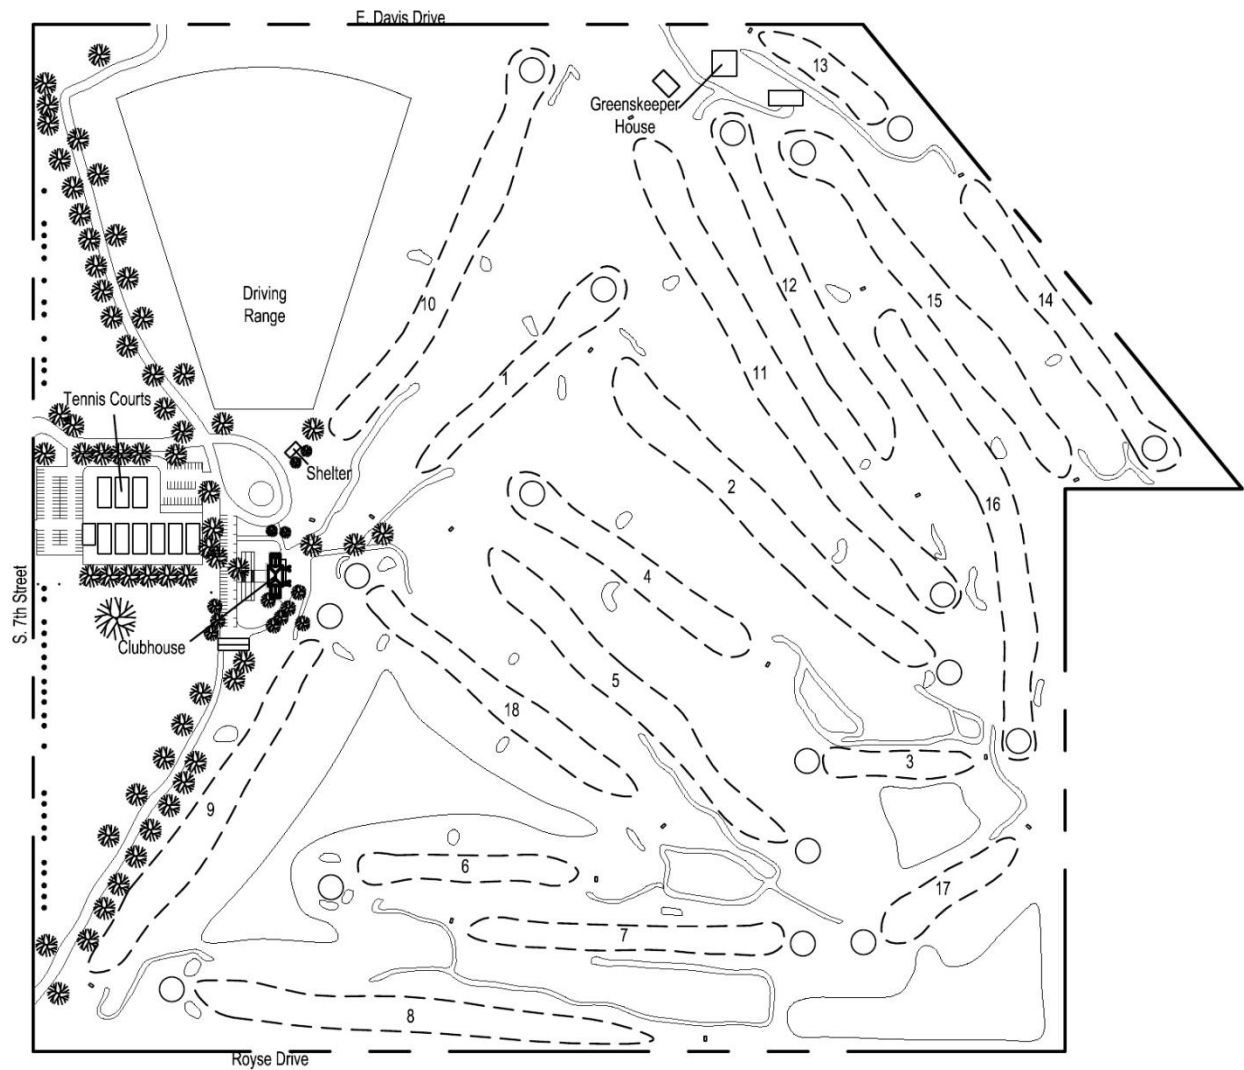 E. Davis Drive
13
Greenskeeper
House
Driving
Range
10
12
15
14
1
11
Tennis Courts
Shelter
2
16
4
S. 7th Street
Clubhouse
5
18
3
9
6
17
7
8
Royse Drive